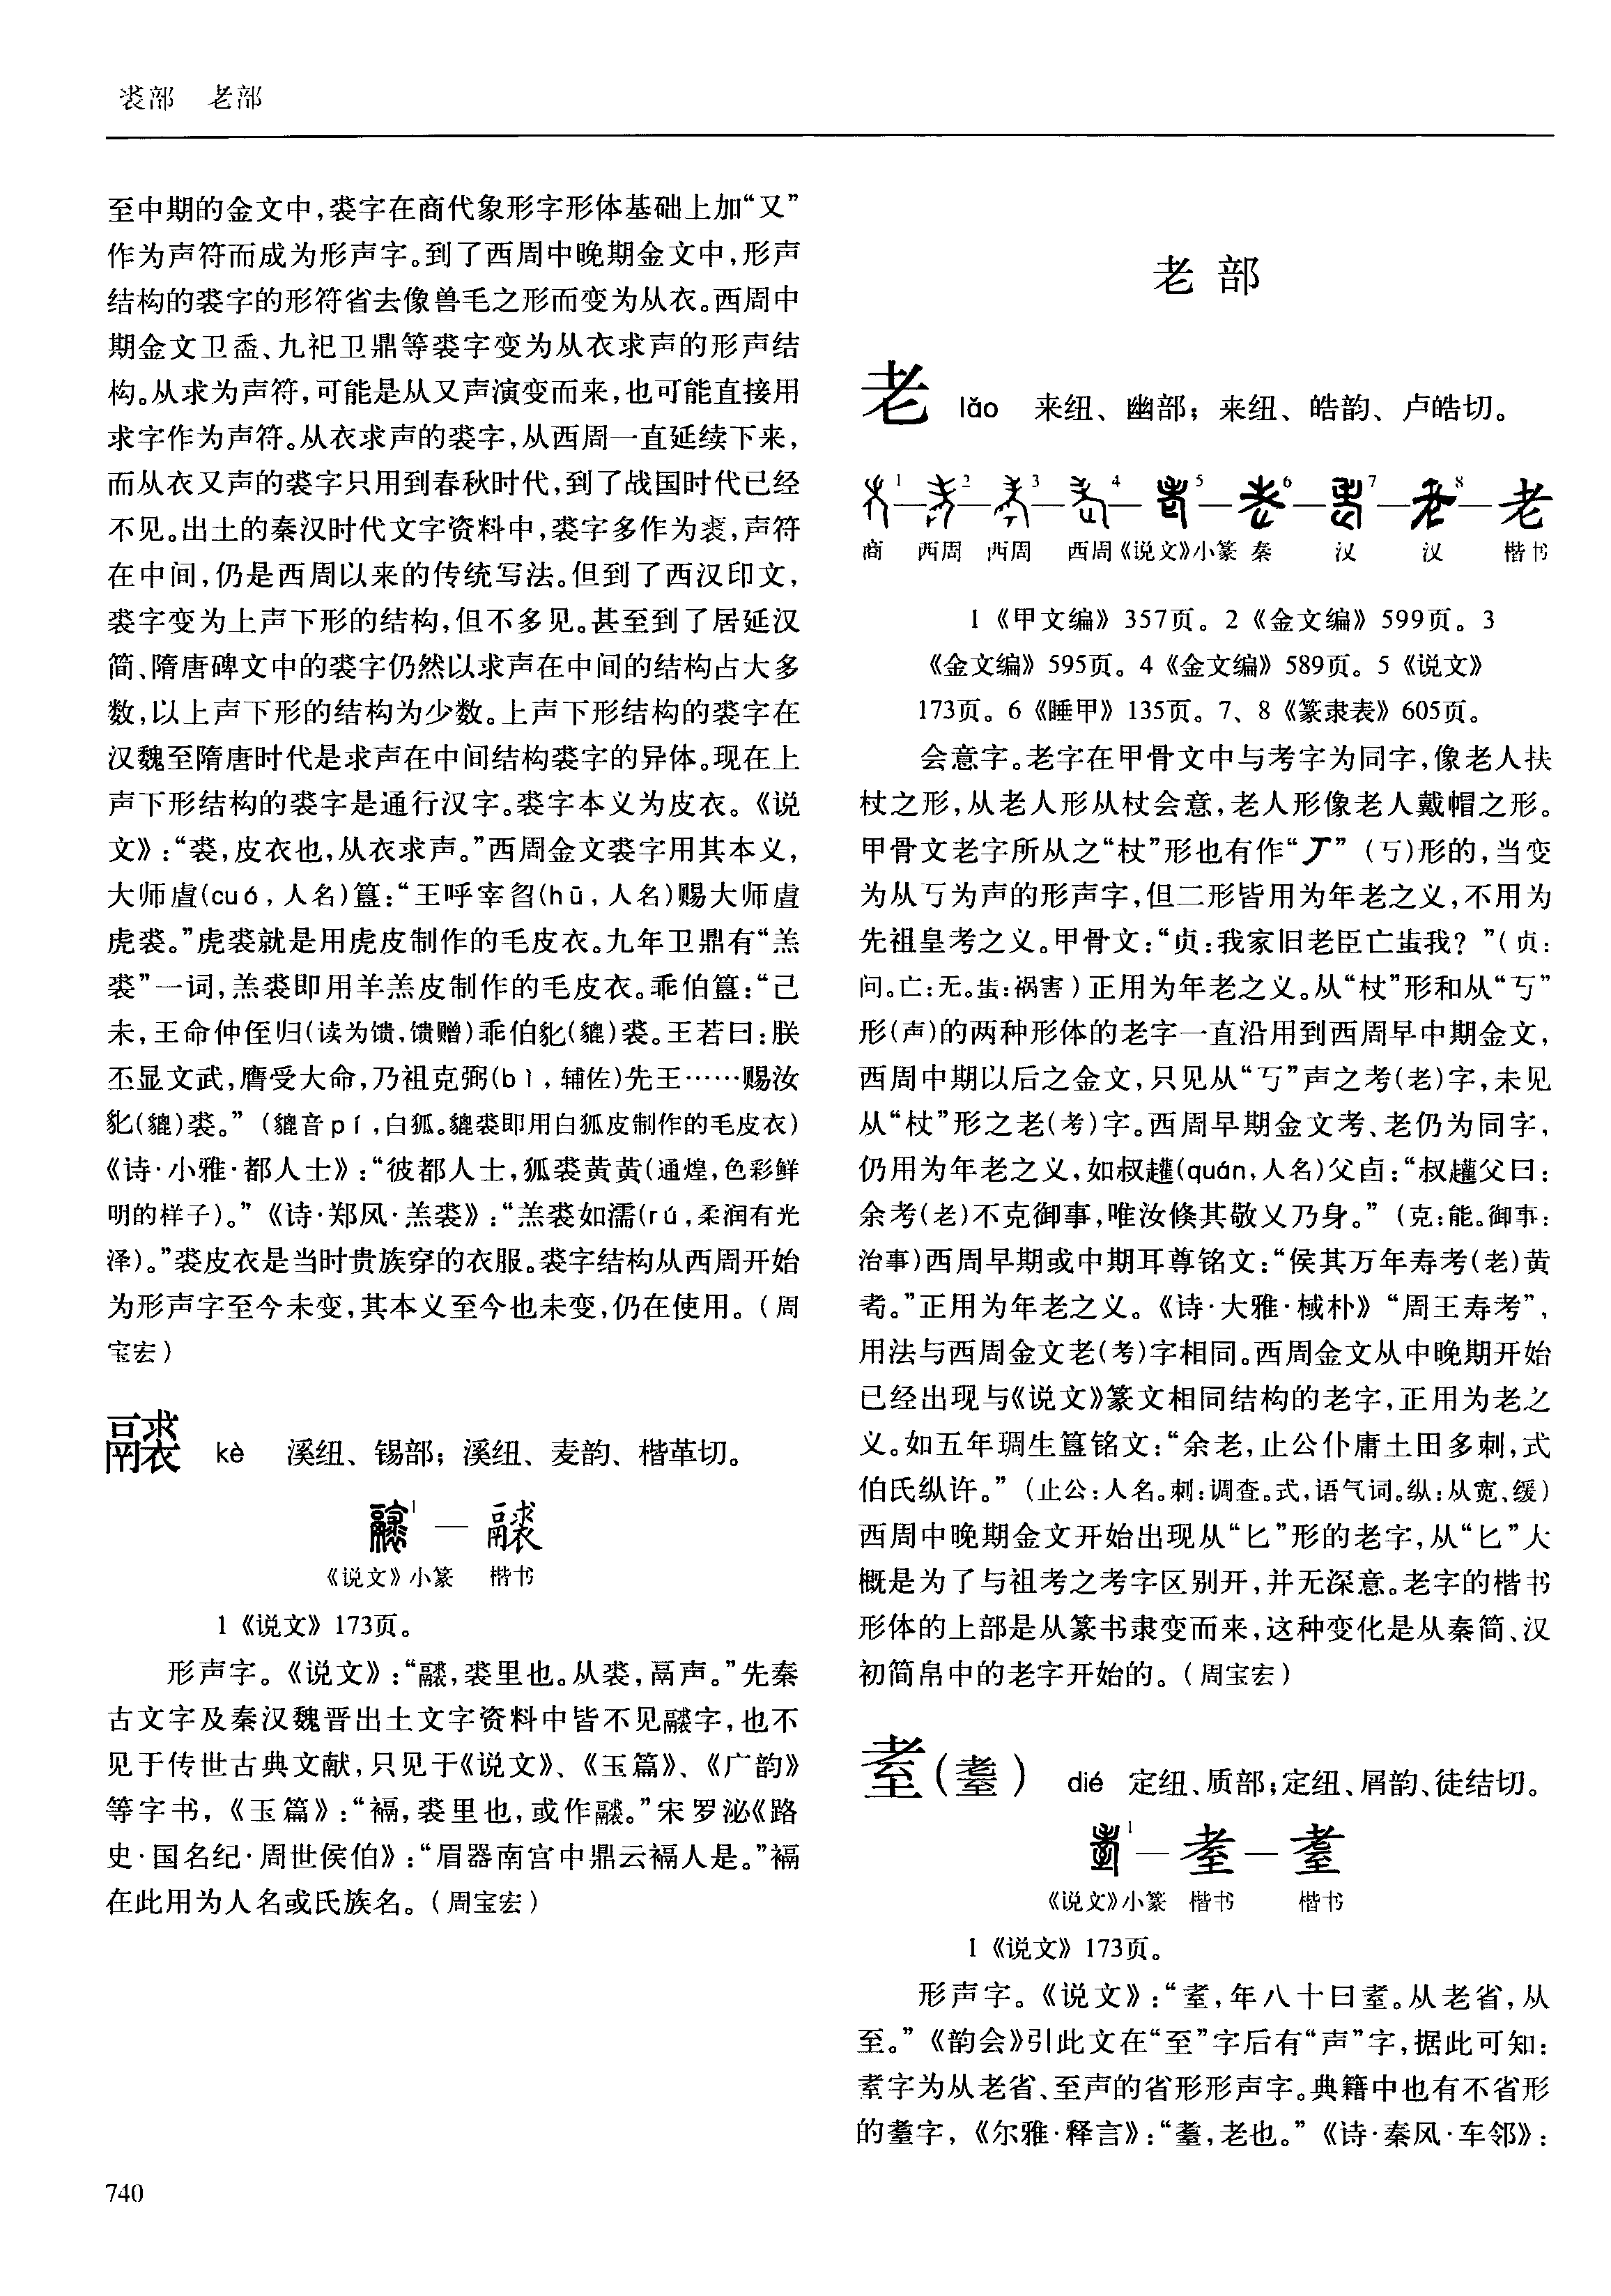 裘部 老部
至中期的金文中,裘字在商代象形字形体基础上加“又”
作为声符而成为形声字。到了西周中晚期金文中,形声
结构的裘字的形符省去像兽毛之形而变为从衣。西周中
期金文卫盉、九祀卫鼎等裘字变为从衣求声的形声结
构。从求为声符,可能是从又声演变而来,也可能直接用
求字作为声符。从衣求声的裘字,从西周一直延续下来,
而从衣又声的裘字只用到春秋时代,到了战国时代已经
不见。出土的秦汉时代文字资料中,裘字多作为裘,声符
在中间,仍是西周以来的传统写法。但到了西汉印文,
裘字变为上声下形的结构,但不多见。甚至到了居延汉
简、隋唐碑文中的裘字仍然以求声在中间的结构占大多
数,以上声下形的结构为少数。上声下形结构的裘字在
汉魏至隋唐时代是求声在中间结构裘字的异体。现在上
声下形结构的裘字是通行汉字。裘字本义为皮衣。《说
文》:“裘,皮衣也,从衣求声。”西周金文裘字用其本义,
大师虘(cuó,人名)簋:“王呼宰曶(hū,人名)赐大师虘
虎裘。”虎裘就是用虎皮制作的毛皮衣。九年卫鼎有“羔
裘”一词,羔裘即用羊羔皮制作的毛皮衣。乖伯簋:“己
未,王命仲侄归(读为馈,馈赠)乖伯豼(貔)裘。王若曰:朕
丕显文武,膺受大命,乃祖克弼(bì,辅佐)先王……赐汝
豼(貔)裘。”(貔音pí,白狐。貔裘即用白狐皮制作的毛皮衣)
《诗·小雅·都人士》:“彼都人士,狐裘黄黄(通煌,色彩鲜
明的样子)。”《诗·郑风·羔裘》:“羔裘如濡(rú,柔润有光
泽)。”裘皮衣是当时贵族穿的衣服。裘字结构从西周开始
为形声字至今未变,其本义至今也未变,仍在使用。(周
宝宏)
䰙 kè 溪纽、锡部;溪纽、麦韵、楷革切。
1 — 䰙
《说文》小篆 楷书
1《说文》173页。
形声字。《说文》:“䰙,裘里也。从裘,鬲声。”先秦
古文字及秦汉魏晋出土文字资料中皆不见䰙字,也不
见于传世古典文献,只见于《说文》、《玉篇》、《广韵》
等字书,《玉篇》:“䙐,裘里也,或作䰙。”宋罗泌《路
史·国名纪·周世侯伯》:“眉器南宫中鼎云䙐人是。”䙐
在此用为人名或氏族名。(周宝宏)
老部
老 lǎo 来纽、幽部;来纽、皓韵、卢皓切。
1 — 2 — 3 — 4 — 5 — 6 — 7 — 8 — 老
商 西周 西周 西周 《说文》小篆 秦 汉 汉 楷书
1《甲文编》357页。2《金文编》599页。3
《金文编》595页。4《金文编》589页。5《说文》
173页。6《睡甲》135页。7、8《篆隶表》605页。
会意字。老字在甲骨文中与考字为同字,像老人扶
杖之形,从老人形从杖会意,老人形像老人戴帽之形。
甲骨文老字所从之“杖”形也有作“丆”(丂)形的,当变
为从丂为声的形声字,但二形皆用为年老之义,不用为
先祖皇考之义。甲骨文:“贞:我家旧老臣亡蚩我?”(贞:
问。亡:无。蚩:祸害)正用为年老之义。从“杖”形和从“丂”
形(声)的两种形体的老字一直沿用到西周早中期金文,
西周中期以后之金文,只见从“丂”声之考(老)字,未见
从“杖”形之老(考)字。西周早期金文考、老仍为同字,
仍用为年老之义,如叔趯(quán,人名)父卣:“叔趯父曰:
余考(老)不克御事,唯汝倏其敬乂乃身。”(克:能。御事:
治事)西周早期或中期耳尊铭文:“侯其万年寿考(老)黄
耇。”正用为年老之义。《诗·大雅·棫朴》“周王寿考”,
用法与西周金文老(考)字相同。西周金文从中晚期开始
已经出现与《说文》篆文相同结构的老字,正用为老之
义。如五年琱生簋铭文:“余老,止公仆庸土田多刺,式
伯氏纵许。”(止公:人名。刺:调查。式,语气词。纵:从宽、缓)
西周中晚期金文开始出现从“匕”形的老字,从“匕”大
概是为了与祖考之考字区别开,并无深意。老字的楷书
形体的上部是从篆书隶变而来,这种变化是从秦简、汉
初简帛中的老字开始的。(周宝宏)
耊(耋) dié 定纽、质部;定纽、屑韵、徒结切。
1 — 耊 — 耋
《说文》小篆 楷书 楷书
1《说文》173页。
形声字。《说文》:“耊,年八十曰耊。从老省,从
至。”《韵会》引此文在“至”字后有“声”字,据此可知:
耊字为从老省、至声的省形形声字。典籍中也有不省形
的耋字,《尔雅·释言》:“耋,老也。”《诗·秦风·车邻》:
740